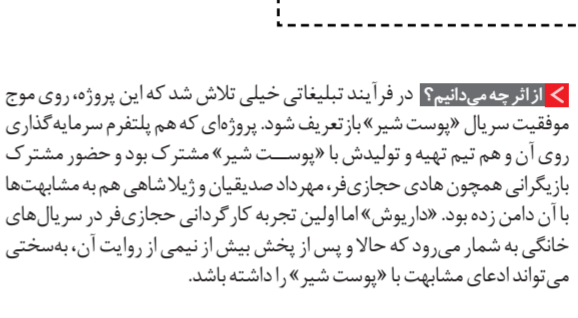 از اثر چه می‌دانیم؟ در فرآیند تبلیغاتی خیلی تلاش شد که این پروژه، روی موج
موفقیت سریال «پوست شیر» بازتعریف شود. پروژه‌ای که هم پلتفرم سرمایه‌گذاری
روی آن و هم تیم تهیه و تولیدش با «پوســت شیر» مشترک بود و حضور مشترک
بازیگرانی همچون هادی حجازی‌فر، مهرداد صدیقیان و ژیلا شاهی هم به مشابهت‌ها
با آن دامن زده بود. «داریوش» اما اولین تجربه کارگردانی حجازی‌فر در سریال‌های
خانگی به شمار می‌رود که حالا و پس از پخش بیش از نیمی از روایت آن، به‌سختی
می‌تواند ادعای مشابهت با «پوست شیر» را داشته باشد.